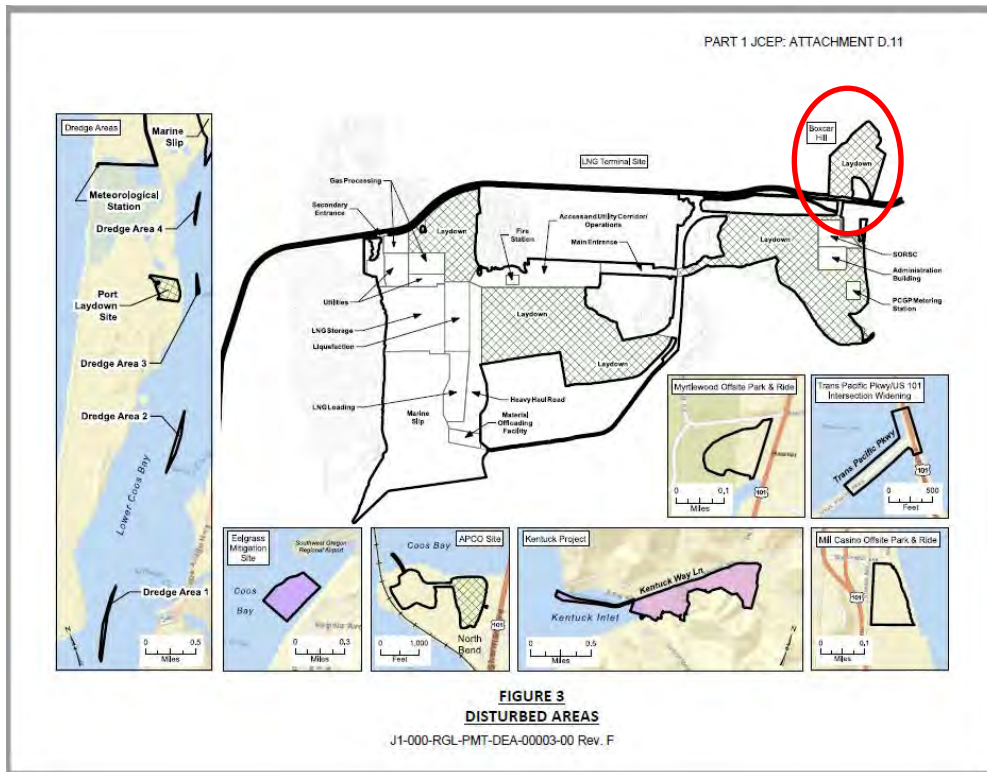 PART 1 JCEP: ATTACHMENT D.11
Dredge Areas
Marine
Slip
Meteorological
Station
Dredge Area 4
Port
Laydown
Site
Dredge Area 3
Dredge Area 2
Lower Coos Bay
Dredge Area 1
N
0 0.5
Miles
Boxcar
Hill
Laydown
LNG Terminal Site
Gas Processing
Secondary
Entrance
Laydown
Fire
Station
Access and Utility Corridor/
Operations
Main Entrance
Laydown
SORSC
Administration
Building
PCGP Metering
Station
Utilities
LNG Storage
Liquefaction
Laydown
Laydown
LNG Loading
Marine
Slip
Heavy Haul Road
Material
Offloading
Facility
Myrtlewood Offsite Park & Ride
0 0.1
Miles
101
Trans Pacific Pkwy/US 101
Intersection Widening
Trans Pacific Pkwy
101
0 500
Feet
Eelgrass
Mitigation
Site
Southwest Oregon
Regional Airport
Coos
Bay
0 0.3
Miles
APCO Site
Coos Bay
101
North
Bend
0 1,000
Feet
Kentuck Project
Kentuck Way Ln.
Kentuck Inlet
0 0.5
Miles
N
Mill Casino Offsite Park & Ride
101
0 0.1
Miles
FIGURE 3
DISTURBED AREAS
J1-000-RGL-PMT-DEA-00003-00 Rev. F